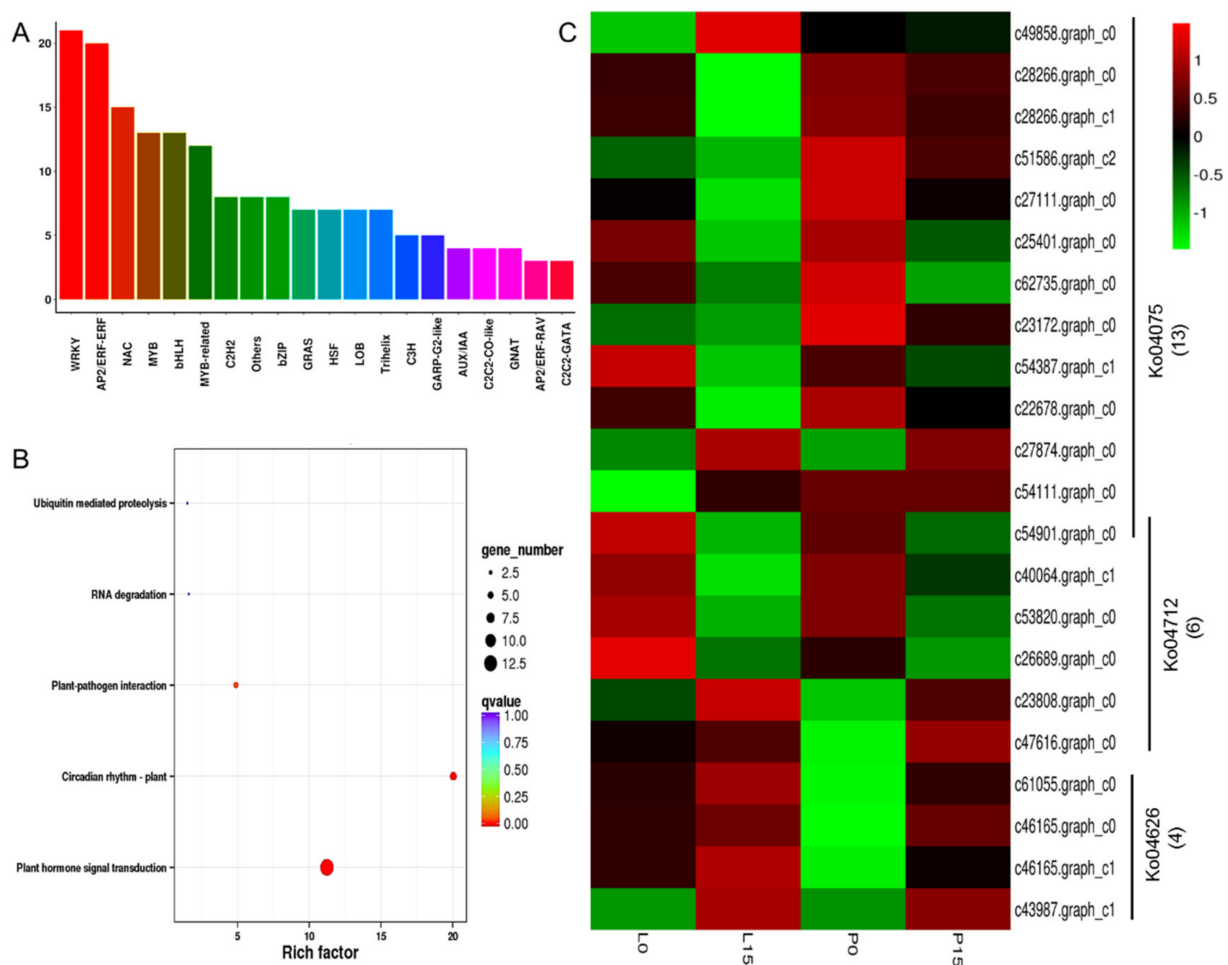 A
20
15
10
5
0
WRKY
AP2/ERF-ERF
NAC
MYB
bHLH
MYB-related
C2H2
Others
bZIP
GRAS
HSF
LOB
Trihelix
C3H
GARP-G2-like
AUX/IAA
C2C2-CO-like
GNAT
AP2/ERF-RAV
C2C2-GATA
B
Ubiquitin mediated proteolysis
RNA degradation
Plant-pathogen interaction
Circadian rhythm - plant
Plant hormone signal transduction
5
10
15
20
Rich factor
gene_number
2.5
5.0
7.5
10.0
12.5
qvalue
1.00
0.75
0.50
0.25
0.00
C
c49858.graph_c0
c28266.graph_c0
c28266.graph_c1
c51586.graph_c2
c27111.graph_c0
c25401.graph_c0
c62735.graph_c0
c23172.graph_c0
c54387.graph_c1
c22678.graph_c0
c27874.graph_c0
c54111.graph_c0
c54901.graph_c0
c40064.graph_c1
c53820.graph_c0
c26689.graph_c0
c23808.graph_c0
c47616.graph_c0
c61055.graph_c0
c46165.graph_c0
c46165.graph_c1
c43987.graph_c1
L0
L15
P0
P15
Ko04075
(13)
Ko04712
(6)
Ko04626
(4)
1
0.5
0
-0.5
-1